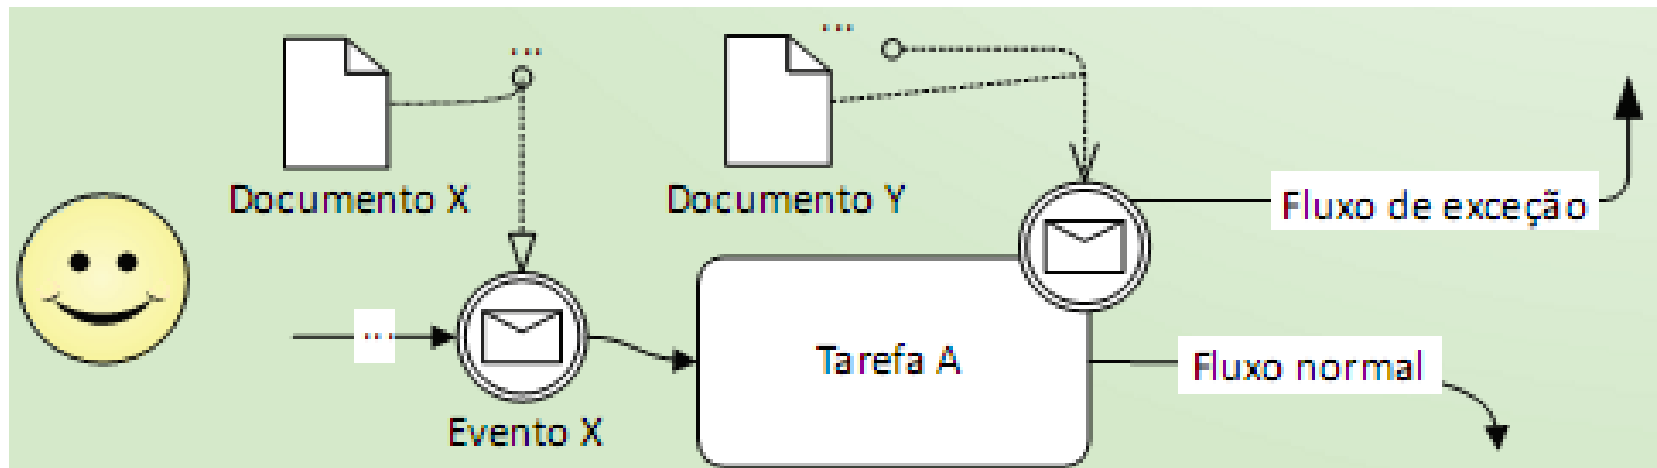 ...
...
Documento X
Documento Y
Fluxo de exceção
...
Tarefa A
Fluxo normal
Evento X